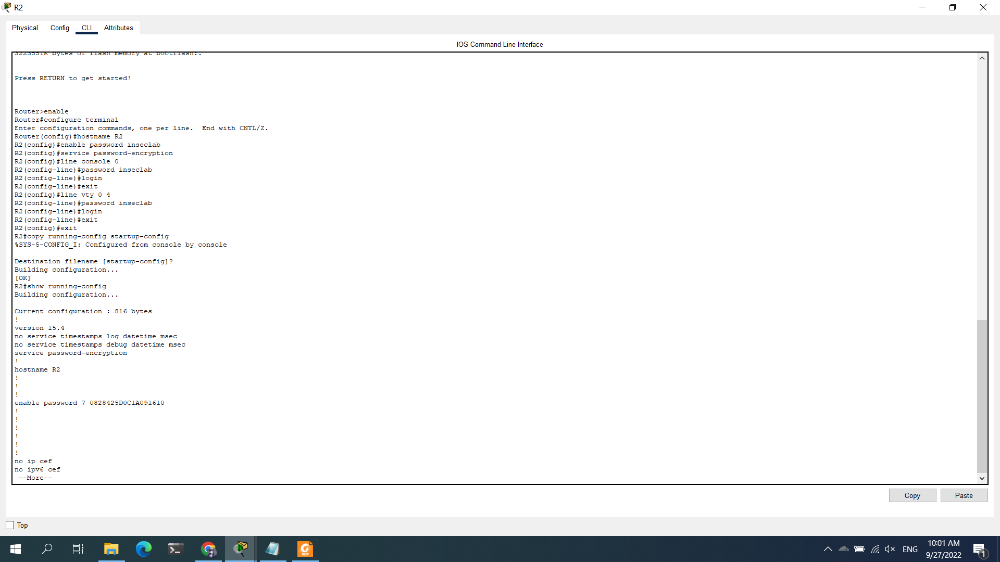 R2
Physical Config CLI Attributes
IOS Command Line Interface
3223551K bytes of flash memory at bootflash:.
Press RETURN to get started!
Router>enable
Router#configure terminal
Enter configuration commands, one per line.  End with CNTL/Z.
Router(config)#hostname R2
R2(config)#enable password inseclab
R2(config)#service password-encryption
R2(config)#line console 0
R2(config-line)#password inseclab
R2(config-line)#login
R2(config-line)#exit
R2(config)#line vty 0 4
R2(config-line)#password inseclab
R2(config-line)#login
R2(config-line)#exit
R2(config)#exit
R2#copy running-config startup-config
%SYS-5-CONFIG_I: Configured from console by console
Destination filename [startup-config]?
Building configuration...
[OK]
R2#show running-config
Building configuration...
Current configuration : 816 bytes
!
version 15.4
no service timestamps log datetime msec
no service timestamps debug datetime msec
service password-encryption
!
hostname R2
!
!
!
enable password 7 0828425D0C1A091610
!
!
!
!
!
!
no ip cef
no ipv6 cef
--More--
Copy Paste
Top
PDF
ENG
10:01 AM
9/27/2022
1